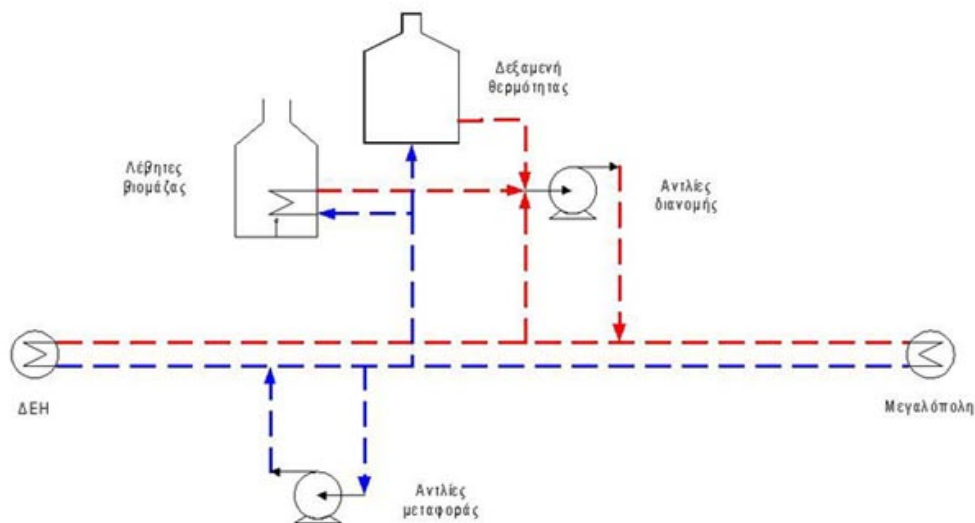 Δεξαμενή
θερμότητας
Λέβητες
βιομάζας
Αντλίες
διανομής
ΔΕΗ
Μεγαλόπολη
Αντλίες
μεταφοράς